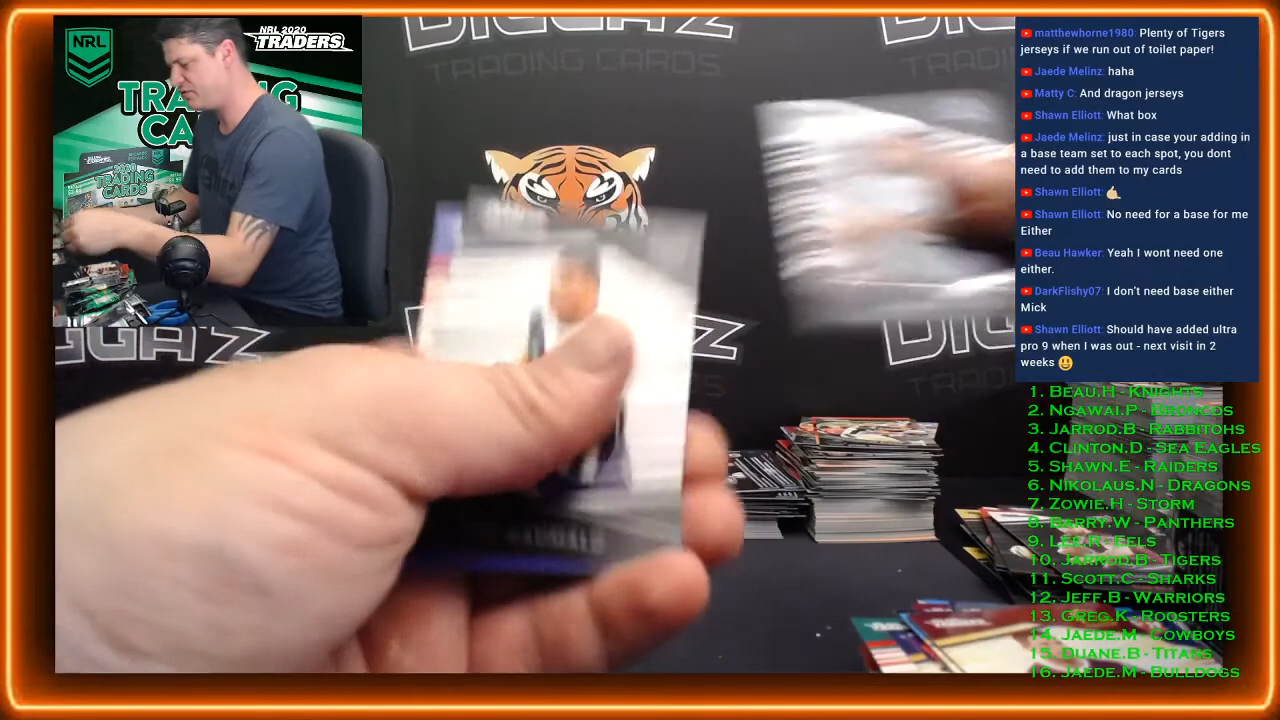 NRL
NRL 2020
TRADERS
TRADING
CA
2020
TRADING
CARDS
DIGGAZ
TRADING CARDS
matthewhorne1980: Plenty of Tigers
jerseys if we run out of toilet paper!
Jaede Melinz: haha
Matty C: And dragon jerseys
Shawn Elliott: What box
Jaede Melinz: just in case your adding in
a base team set to each spot, you dont
need to add them to my cards
Shawn Elliott: 🤙🏼
Shawn Elliott: No need for a base for me
Either
Beau Hawker: Yeah I wont need one
either.
DarkFlishy07: I don't need base either
Mick
Shawn Elliott: Should have added ultra
pro 9 when I was out - next visit in 2
weeks 😃
1. Beau.H - Knights
2. Ngawai.P - Broncos
3. Jarrod.B - Rabbitohs
4. Clinton.D - Sea Eagles
5. Shawn.E - Raiders
6. Nikolaus.N - Dragons
7. Zowie.H - Storm
8. Barry.W - Panthers
9. Lee.R - Eels
10. Jarrod.B - Tigers
11. Scott.C - Sharks
12. Jeff.B - Warriors
13. Greg.K - Roosters
14. Jaede.M - Cowboys
15. Duane.B - Titans
16. Jaede.M - Bulldogs